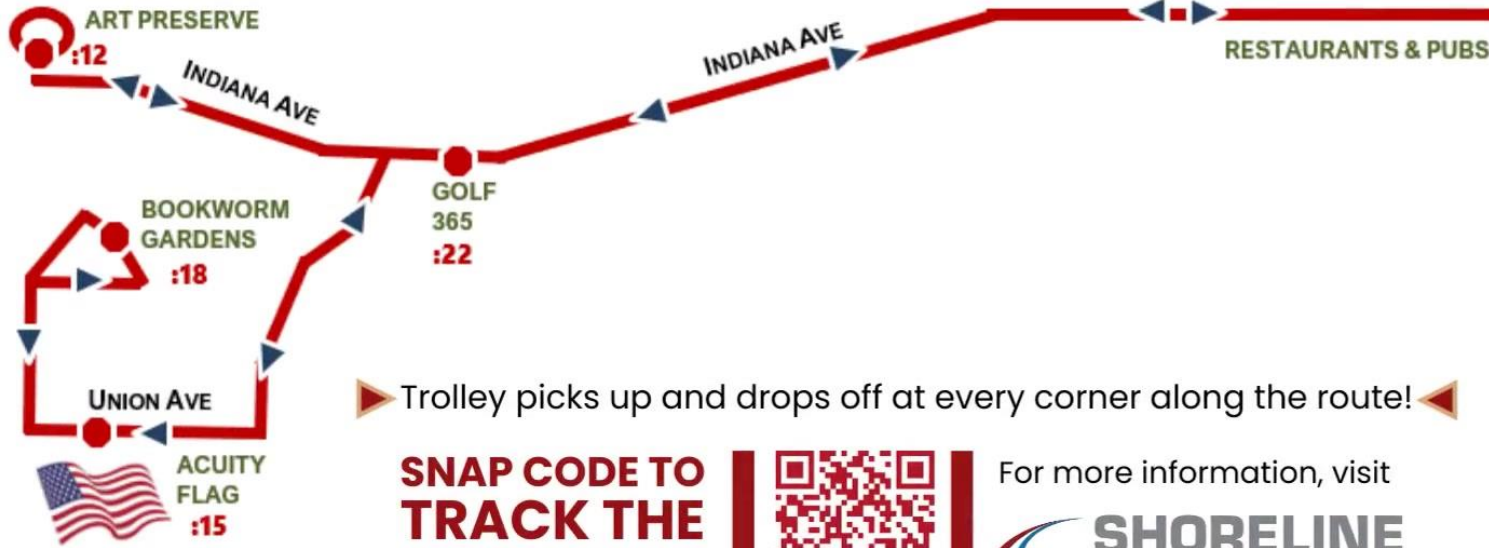 ART PRESERVE
:12
INDIANA AVE
INDIANA AVE
RESTAURANTS & PUBS
GOLF
365
:22
BOOKWORM
GARDENS
:18
UNION AVE
ACUITY
FLAG
:15
Trolley picks up and drops off at every corner along the route!
SNAP CODE TO
TRACK THE
For more information, visit
SHORELINE